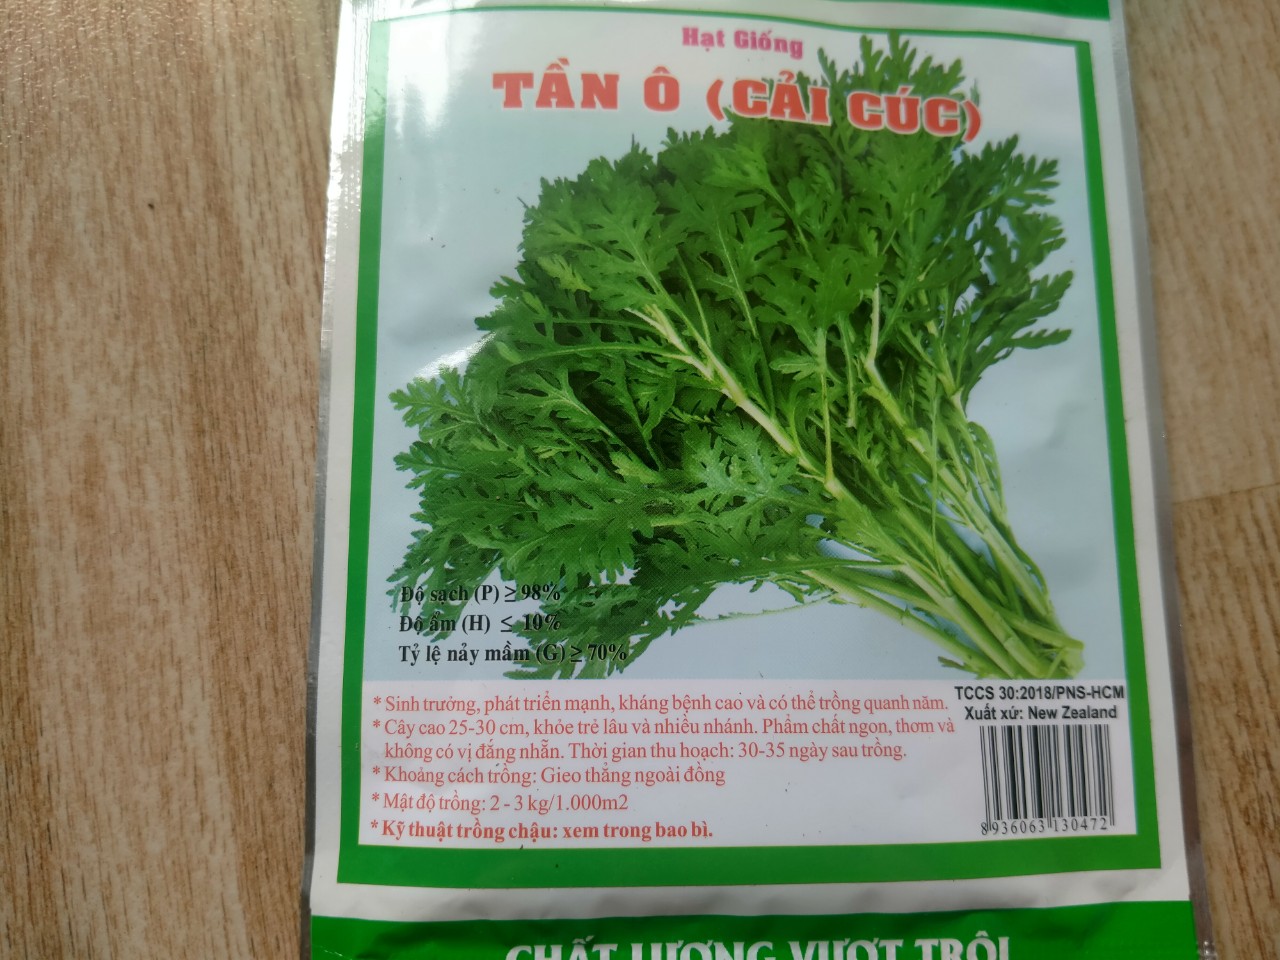 Hạt Giống
TẦN Ô (CẢI CÚC)
Độ sạch (P) ≥ 98%
Độ ẩm (H) ≤ 10%
Tỷ lệ nảy mầm (G) ≥ 70%
* Sinh trưởng, phát triển mạnh, kháng bệnh cao và có thể trồng quanh năm.
* Cây cao 25-30 cm, khỏe trẻ lâu và nhiều nhánh. Phẩm chất ngon, thơm và
không có vị đắng nhẫn. Thời gian thu hoạch: 30-35 ngày sau trồng.
* Khoảng cách trồng: Gieo thẳng ngoài đồng
* Mật độ trồng: 2 - 3 kg/1.000m2
* Kỹ thuật trồng chậu: xem trong bao bì.
TCCS 30:2018/PNS-HCM
Xuất xứ: New Zealand
8 936063 130472
CHẤT LƯỢNG VƯỢT TRỘI